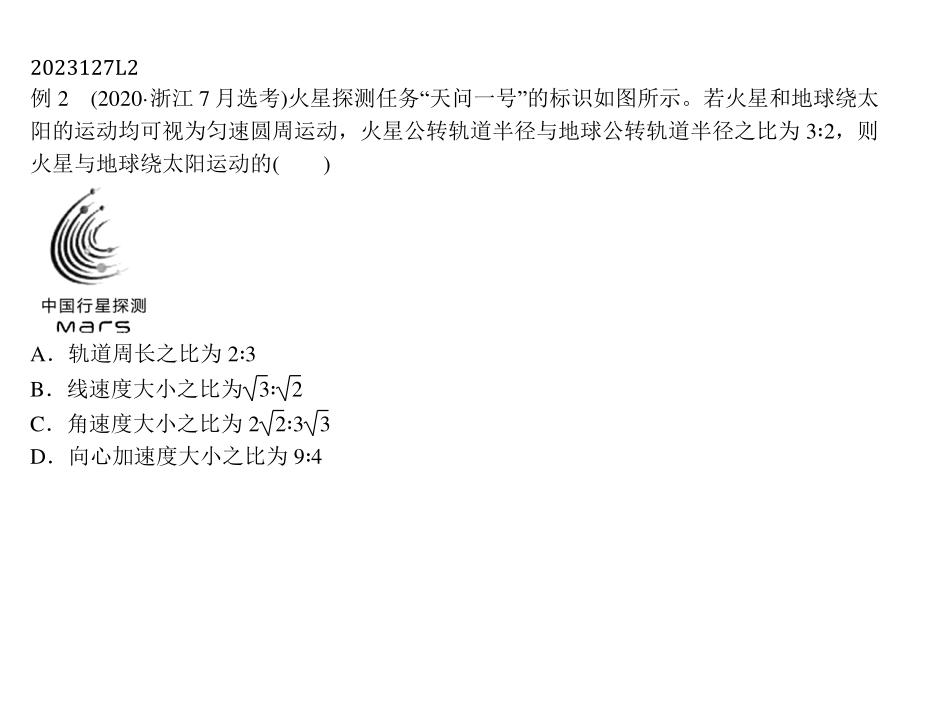 2023127L2
例 2　(2020·浙江 7 月选考)火星探测任务“天问一号”的标识如图所示。若火星和地球绕太
阳的运动均可视为匀速圆周运动，火星公转轨道半径与地球公转轨道半径之比为 3∶2，则
火星与地球绕太阳运动的(　　)
中国行星探测
Mars
A．轨道周长之比为 2∶3
B．线速度大小之比为√3∶√2
C．角速度大小之比为 2√2∶3√3
D．向心加速度大小之比为 9∶4